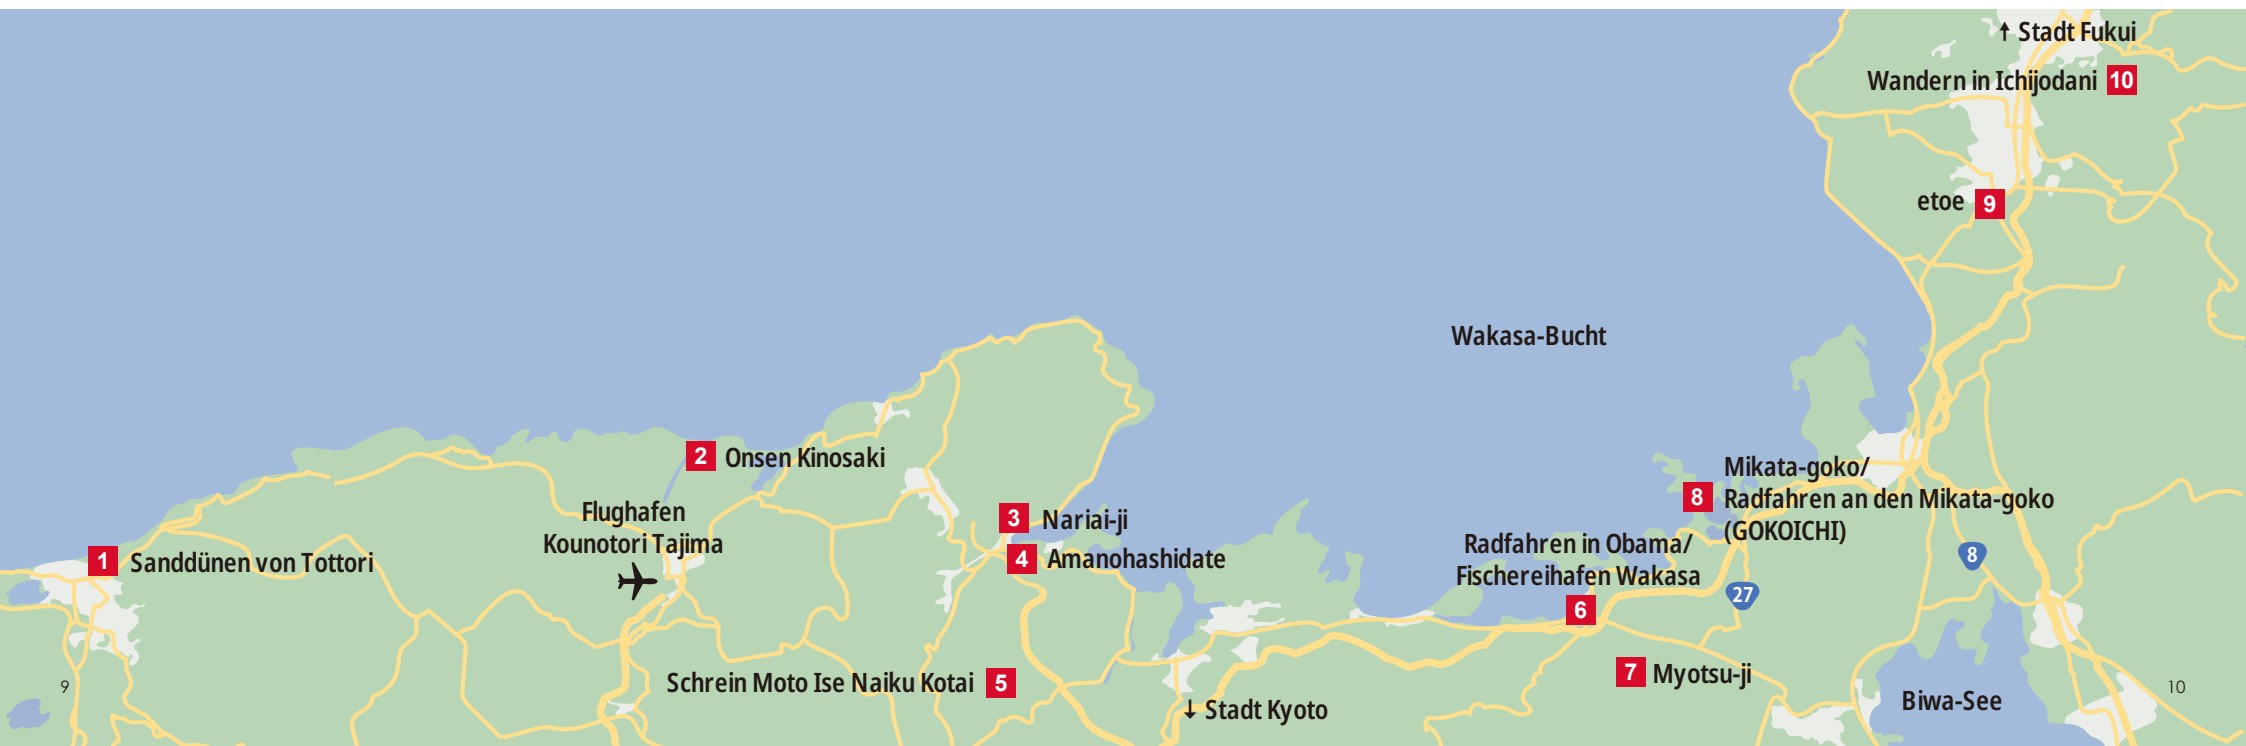 ↑ Stadt Fukui
Wandern in Ichijodani 10
etoe 9
Wakasa-Bucht
2 Onsen Kinosaki
Flughafen
Kounotori Tajima
1 Sanddünen von Tottori
3 Nariai-ji
4 Amanohashidate
Schrein Moto Ise Naiku Kotai 5
↓ Stadt Kyoto
Radfahren in Obama/
Fischereihafen Wakasa
6
7 Myotsu-ji
Mikata-goko/
8 Radfahren an den Mikata-goko
(GOKOICHI)
27
8
Biwa-See
9
10